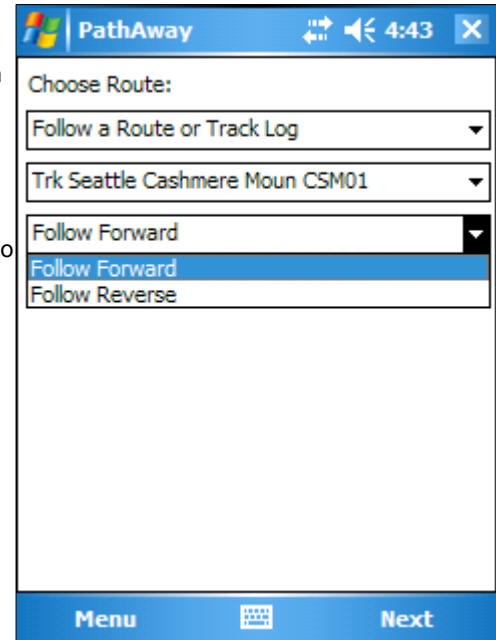 PathAway 4:43
Choose Route:
Follow a Route or Track Log
Trk Seattle Cashmere Moun CSM01
Follow Forward
o
Follow Forward
Follow Reverse
Menu Next